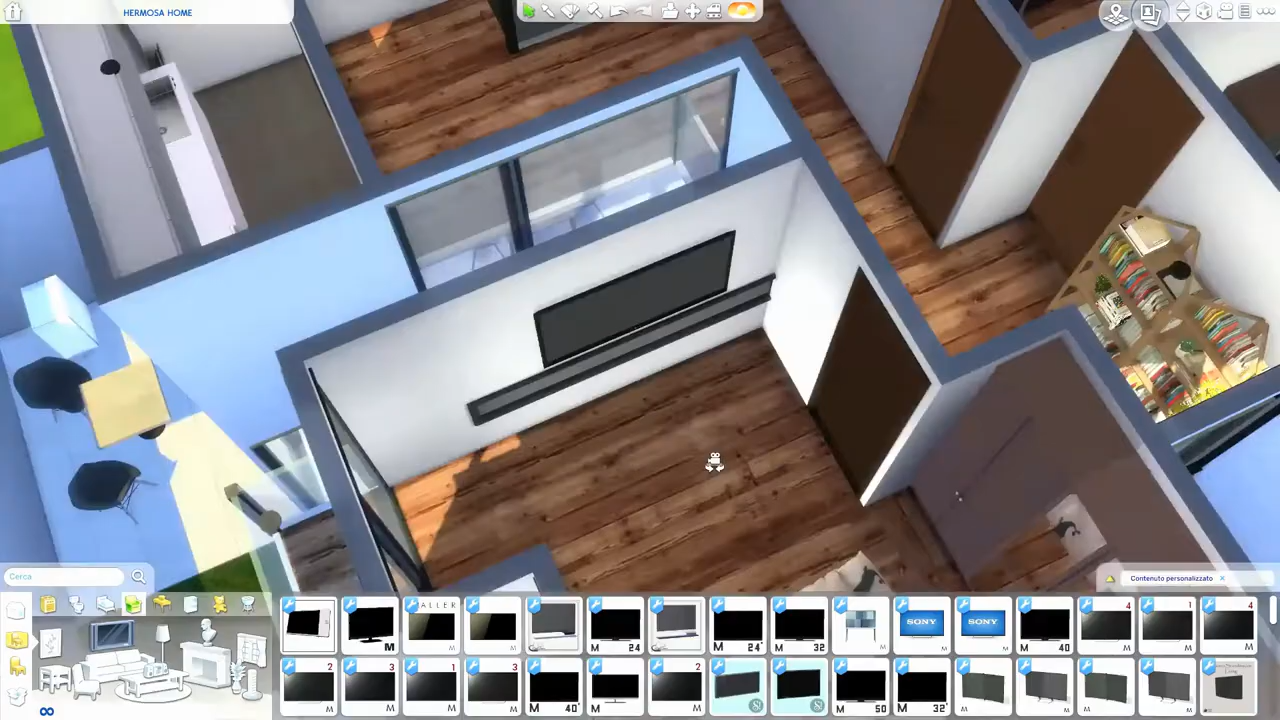 HERMOSA HOME
Cerca
Contenuto personalizzato
ALLER
M M M 24 M 24" M 32 M SONY M SONY M M 40 4 M 1 M 4 M
2 M 3 M 1 M 3 M M 40" M 2 M M 50 M 32" M M M M